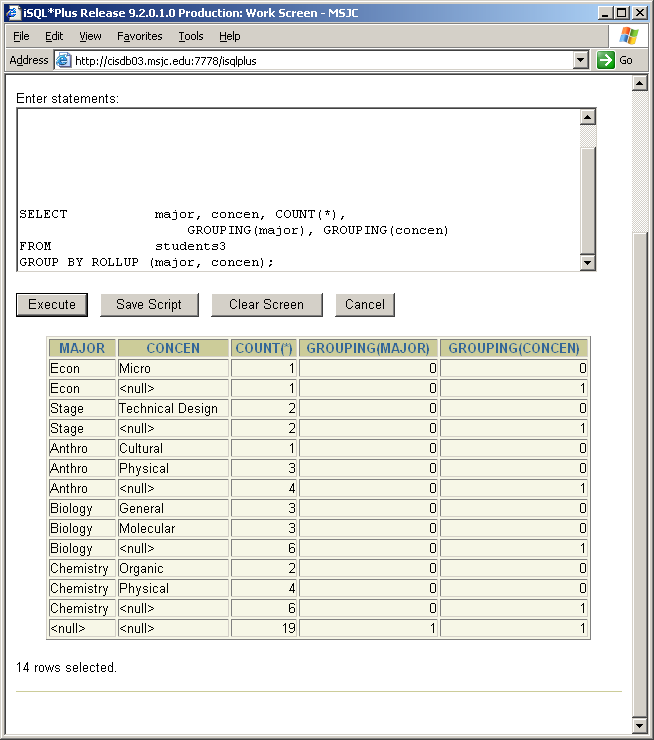 iSQL*Plus Release 9.2.0.1.0 Production: Work Screen - MSJC
File Edit View Favorites Tools Help
Address http://cisdb03.msjc.edu:7778/isqlplus Go
Enter statements:
SELECT major, concen, COUNT(*),
GROUPING(major), GROUPING(concen)
FROM students3
GROUP BY ROLLUP (major, concen);
Execute Save Script Clear Screen Cancel
MAJOR CONCEN COUNT(*) GROUPING(MAJOR) GROUPING(CONCEN)
Econ Micro 1 0 0
Econ <null> 1 0 1
Stage Technical Design 2 0 0
Stage <null> 2 0 1
Anthro Cultural 1 0 0
Anthro Physical 3 0 0
Anthro <null> 4 0 1
Biology General 3 0 0
Biology Molecular 3 0 0
Biology <null> 6 0 1
Chemistry Organic 2 0 0
Chemistry Physical 4 0 0
Chemistry <null> 6 0 1
<null> <null> 19 1 1
14 rows selected.